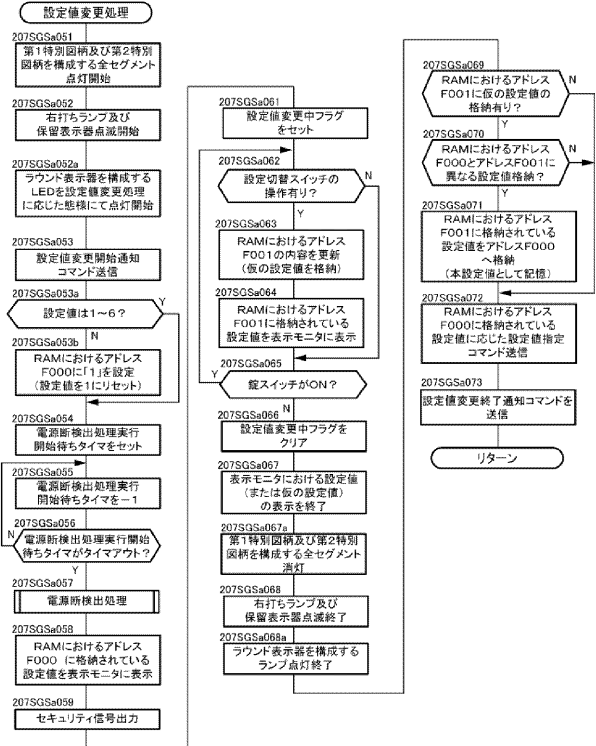 設定値変更処理
207SGSa051
第1特別図柄及び第2特別
図柄を構成する全セグメント
点灯開始
207SGSa052
右打ちランプ及び
保留表示器点滅開始
207SGSa052a
ラウンド表示器を構成する
LEDを設定値変更処理
に応じた態様にて点灯開始
207SGSa053
設定値変更開始通知
コマンド送信
207SGSa053a
設定値は1～6?
Y
N
207SGSa053b
RAMにおけるアドレス
F000に「1」を設定
(設定値を1にリセット)
207SGSa054
電源断検出処理実行
開始待ちタイマをセット
207SGSa055
電源断検出処理実行
開始待ちタイマを－1
207SGSa056
N
電源断検出処理実行開始
待ちタイマがタイマアウト?
Y
207SGSa057
電源断検出処理
207SGSa058
RAMにおけるアドレス
F000 に格納されている
設定値を表示モニタに表示
207SGSa059
セキュリティ信号出力
207SGSa061
設定値変更中フラグ
をセット
207SGSa062
設定切替スイッチの
操作有り?
N
Y
207SGSa063
RAMにおけるアドレス
F001の内容を更新
(仮の設定値を格納)
207SGSa064
RAMにおけるアドレス
F001に格納されている
設定値を表示モニタに表示
207SGSa065
Y
錠スイッチがON?
N
207SGSa066
設定値変更中フラグを
クリア
207SGSa067
表示モニタにおける設定値
(または仮の設定値)
の表示を終了
207SGSa067a
第1特別図柄及び第2特別
図柄を構成する全セグメント
消灯
207SGSa068
右打ちランプ及び
保留表示器点滅終了
207SGSa068a
ラウンド表示器を構成する
ランプ点灯終了
207SGSa069
RAMにおけるアドレス
F001に仮の設定値の
格納有り?
N
Y
207SGSa070
RAMにおけるアドレス
F000とアドレスF001に
異なる設定値格納?
N
Y
207SGSa071
RAMにおけるアドレス
F001に格納されている
設定値をアドレスF000
へ格納
(本設定値として記憶)
207SGSa072
RAMにおけるアドレス
F000に格納されている
設定値に応じた設定値指定
コマンド送信
207SGSa073
設定値変更終了通知コマンドを
送信
リターン